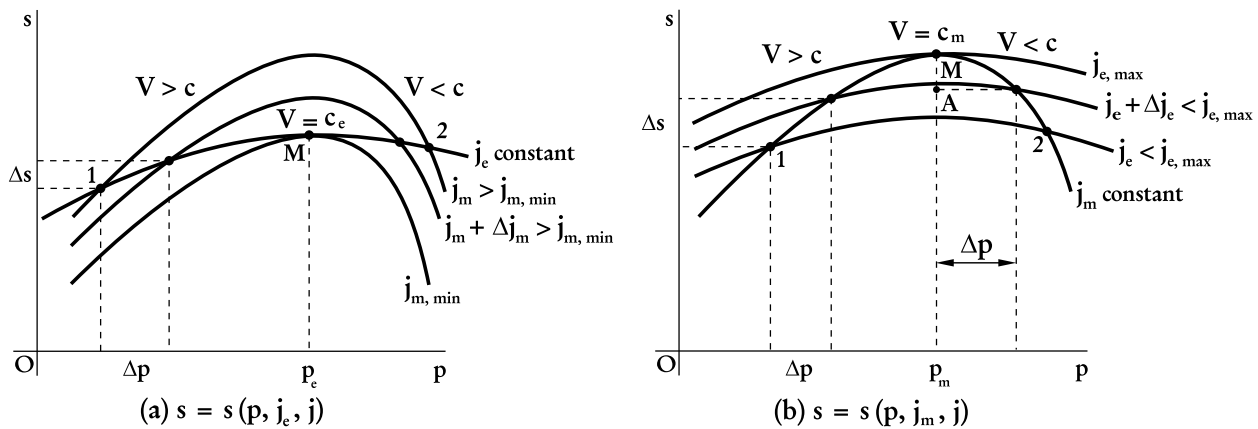 s
V > c
V < c
V = cₑ
2
M
jₑ constant
1
Δs
jₘ > jₘ, ₘᵢₙ
jₘ + Δjₘ > jₘ, ₘᵢₙ
jₘ, ₘᵢₙ
O
Δp
pₑ
p
(a) s = s (p, jₑ , j)
s
V = cₘ
V > c
V < c
M
jₑ, ₘₐₓ
A
jₑ + Δjₑ < jₑ, ₘₐₓ
Δs
2
1
jₑ < jₑ, ₘₐₓ
jₘ constant
Δp
O
Δp
pₘ
p
(b) s = s (p, jₘ , j)